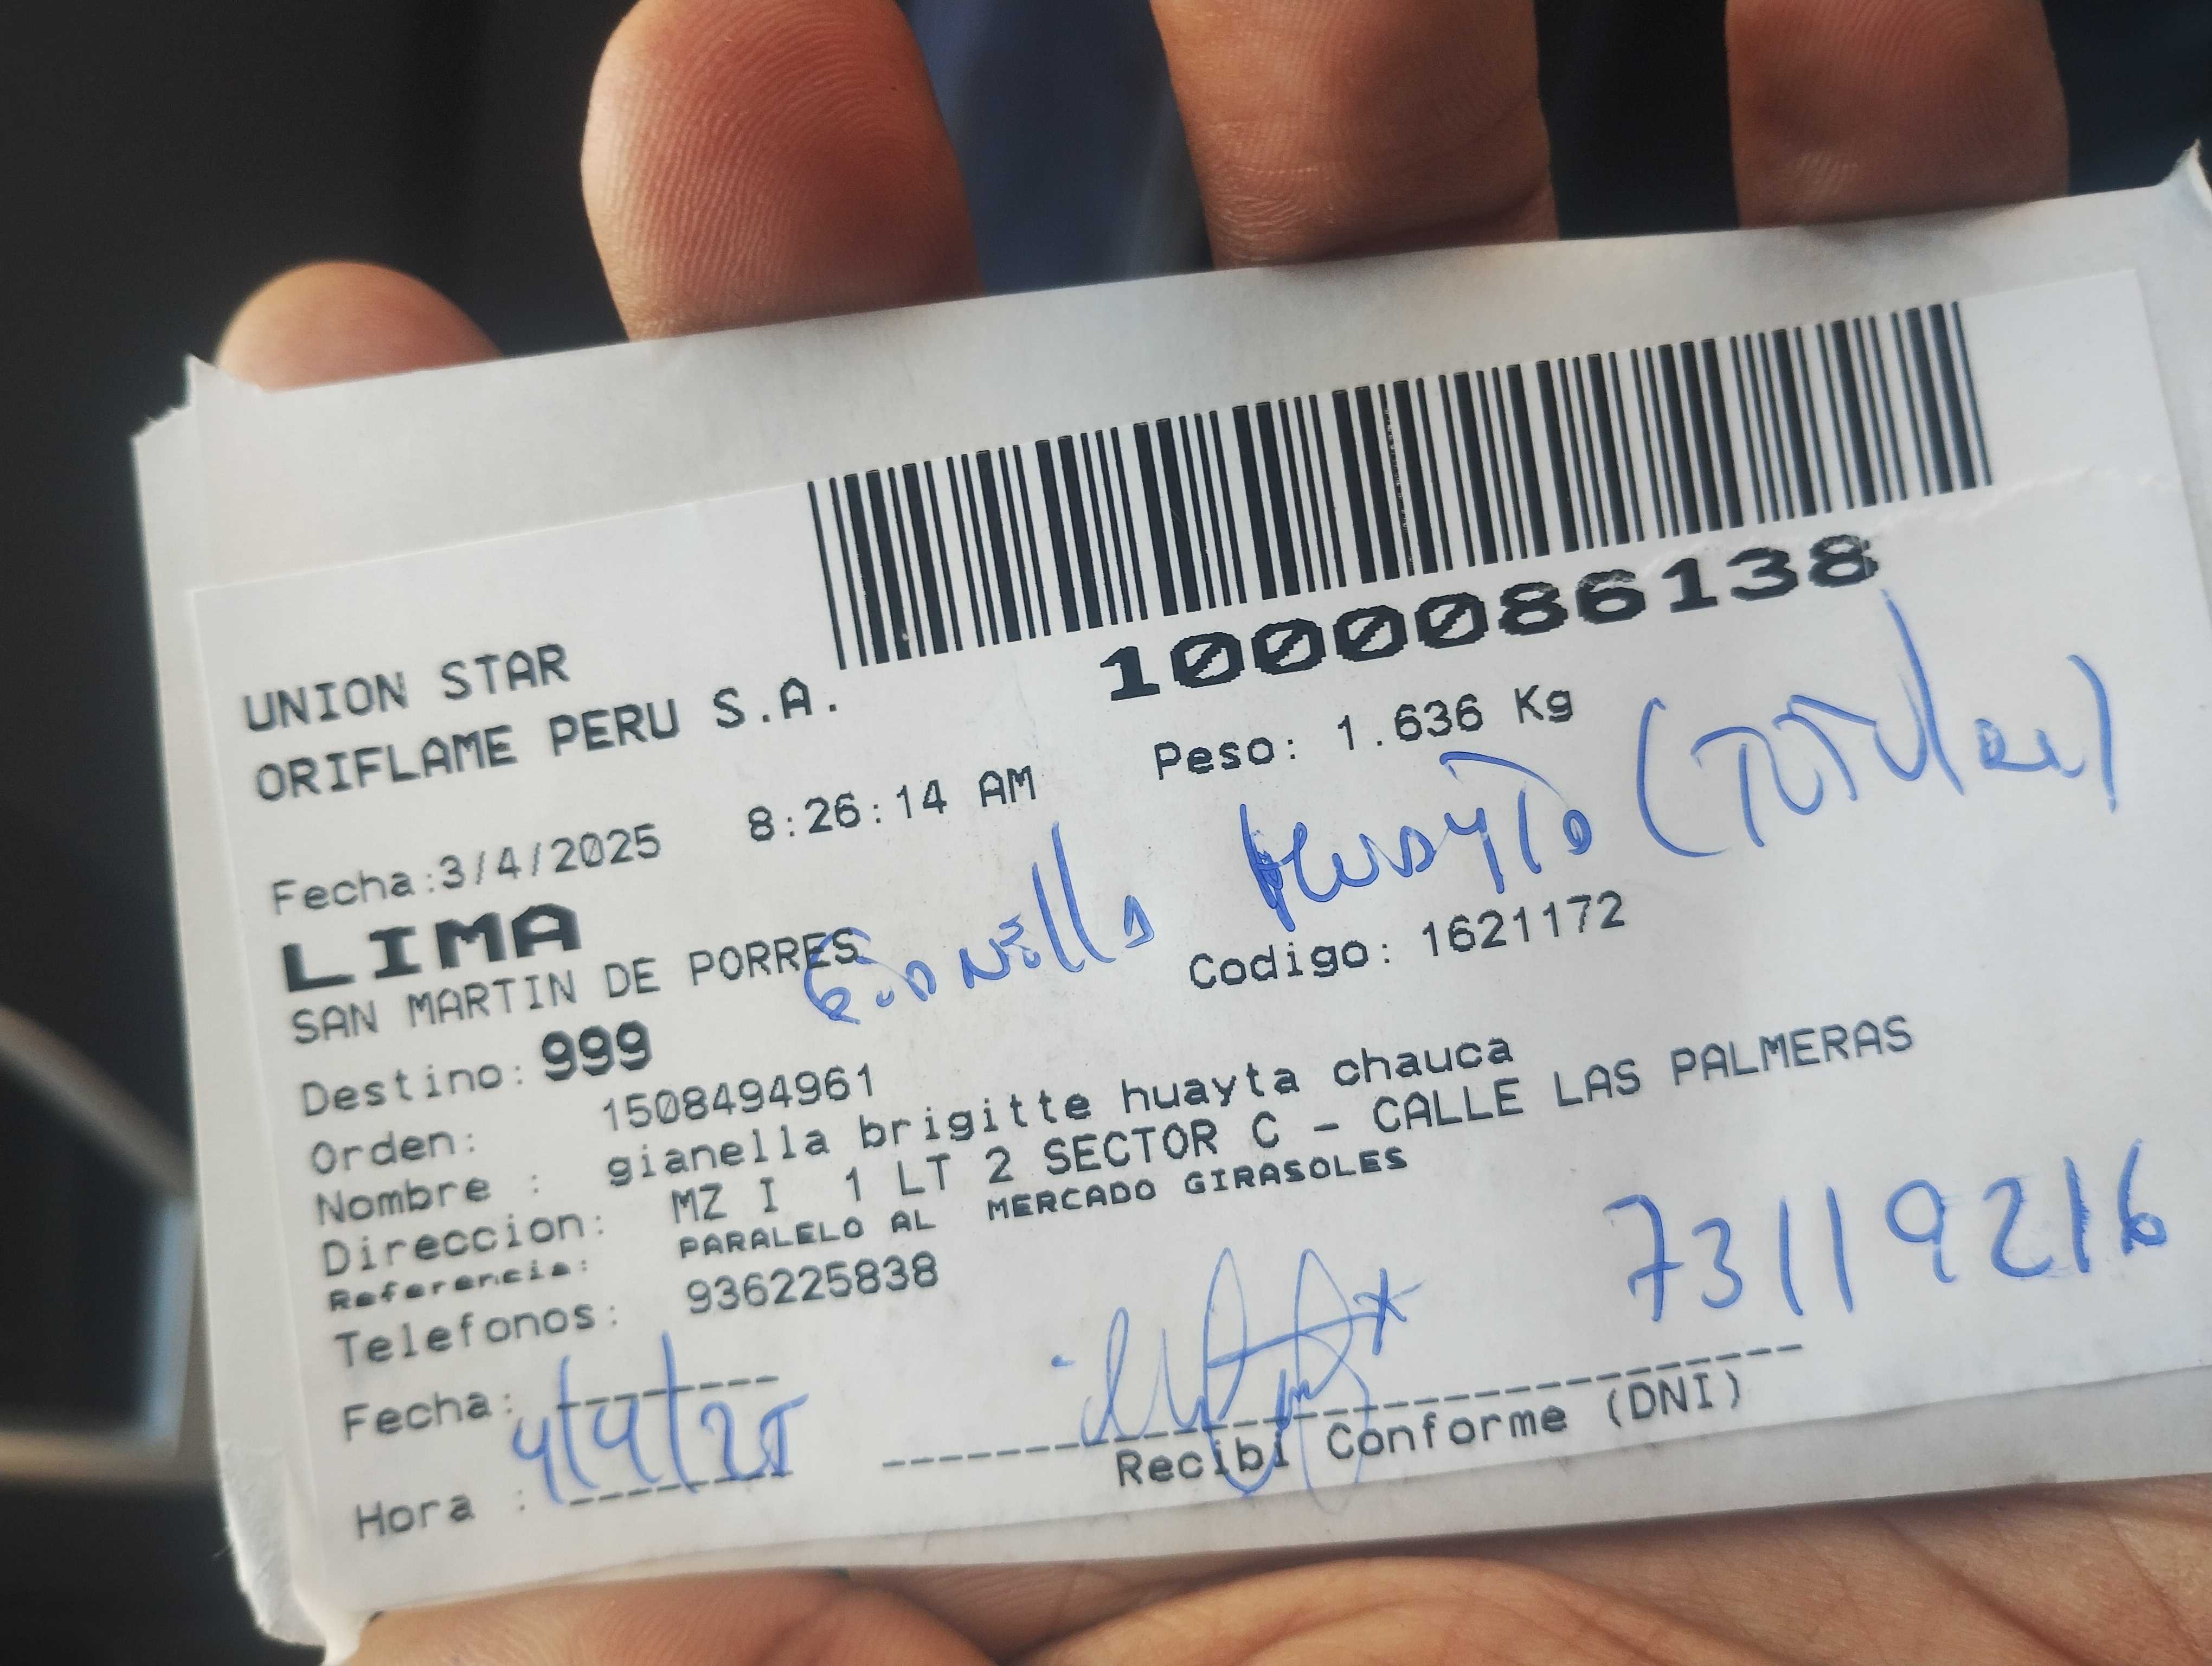 1000086138
UNION STAR
ORIFLAME PERU S.A.
Peso: 1.636 Kg
Fecha:3/4/2025 8:26:14 AM
LIMA
Gianella Huayta (Titular)
SAN MARTIN DE PORRES
Codigo: 1621172
Destino: 999
Orden: 1508494961
Nombre : gianella brigitte huayta chauca
Direccion: MZ I 1 LT 2 SECTOR C - CALLE LAS PALMERAS
Referencia: PARALELO AL MERCADO GIRASOLES
Telefonos: 936225838
73119216
Fecha: 4/4/25
Recibi Conforme (DNI)
Hora :